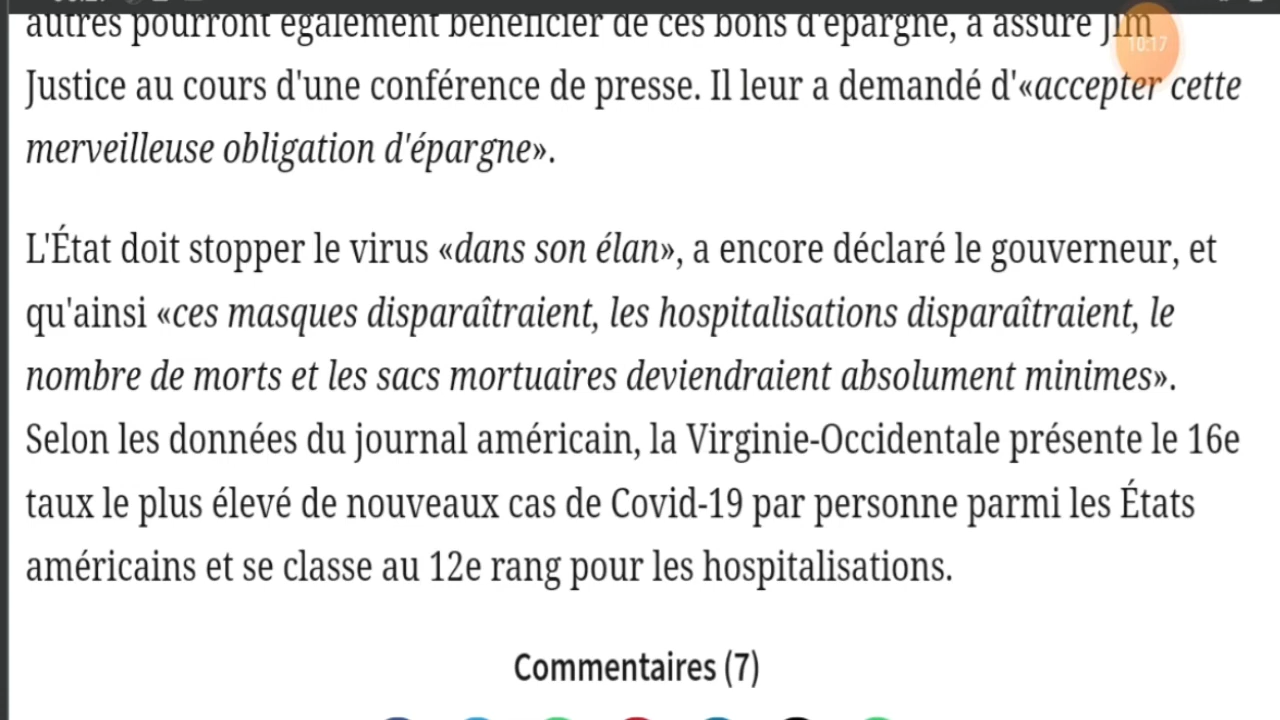 autres pourront également bénéficier de ces bons d'épargne, a assuré Jim
10:17
Justice au cours d'une conférence de presse. Il leur a demandé d'«accepter cette
merveilleuse obligation d'épargne».
L'État doit stopper le virus «dans son élan», a encore déclaré le gouverneur, et
qu'ainsi «ces masques disparaîtraient, les hospitalisations disparaîtraient, le
nombre de morts et les sacs mortuaires deviendraient absolument minimes».
Selon les données du journal américain, la Virginie-Occidentale présente le 16e
taux le plus élevé de nouveaux cas de Covid-19 par personne parmi les États
américains et se classe au 12e rang pour les hospitalisations.
Commentaires (7)